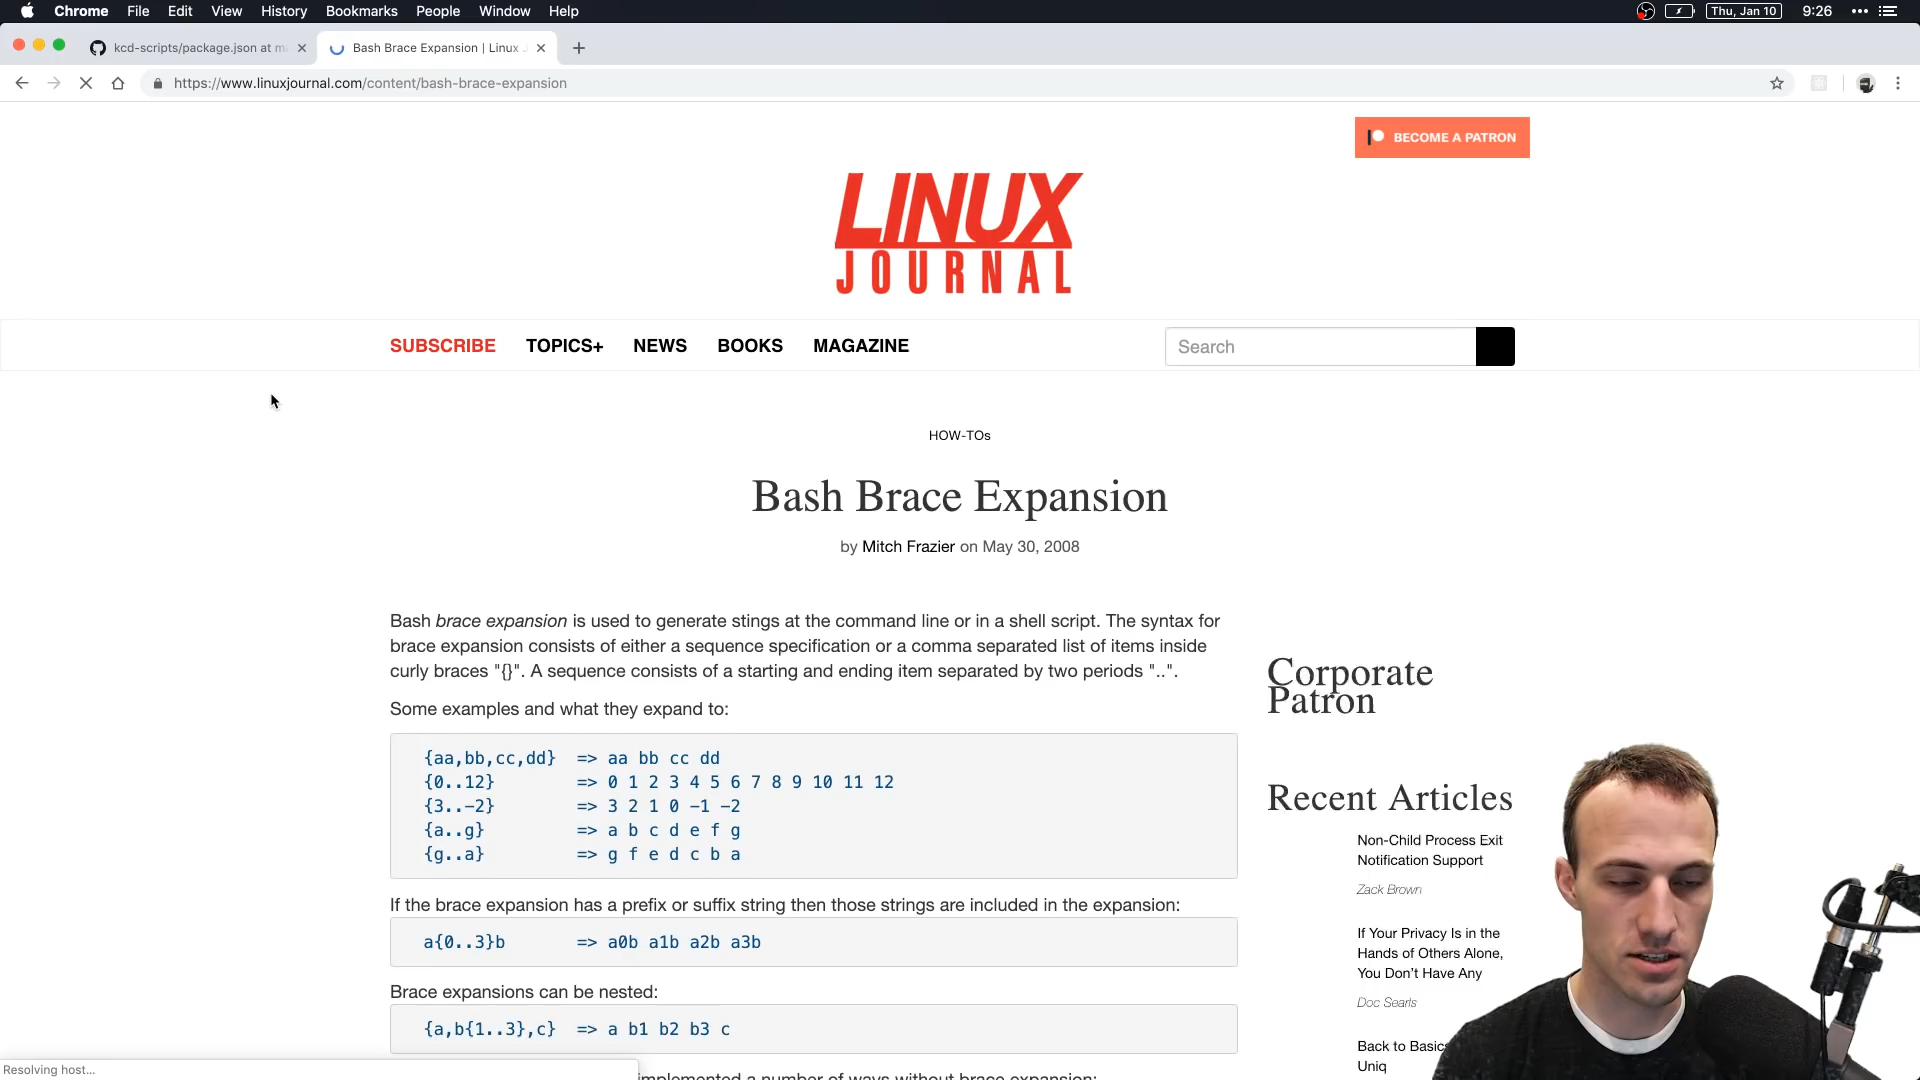 Chrome File Edit View History Bookmarks People Window Help Thu, Jan 10 9:26
kcd-scripts/package.json at m
Bash Brace Expansion | Linux J
https://www.linuxjournal.com/content/bash-brace-expansion
BECOME A PATRON
LINUX
JOURNAL
SUBSCRIBE TOPICS+ NEWS BOOKS MAGAZINE Search
HOW-TOs
Bash Brace Expansion
by Mitch Frazier on May 30, 2008
Bash brace expansion is used to generate stings at the command line or in a shell script. The syntax for
brace expansion consists of either a sequence specification or a comma separated list of items inside
curly braces "{}". A sequence consists of a starting and ending item separated by two periods "..".
Some examples and what they expand to:
{aa,bb,cc,dd} => aa bb cc dd
{0..12} => 0 1 2 3 4 5 6 7 8 9 10 11 12
{3..-2} => 3 2 1 0 -1 -2
{a..g} => a b c d e f g
{g..a} => g f e d c b a
If the brace expansion has a prefix or suffix string then those strings are included in the expansion:
a{0..3}b => a0b a1b a2b a3b
Brace expansions can be nested:
{a,b{1..3},c} => a b1 b2 b3 c
implemented a number of ways without brace expansion:
Corporate
Patron
Recent Articles
Non-Child Process Exit
Notification Support
Zack Brown
If Your Privacy Is in the
Hands of Others Alone,
You Don't Have Any
Doc Searls
Back to Basics
Uniq
Resolving host...